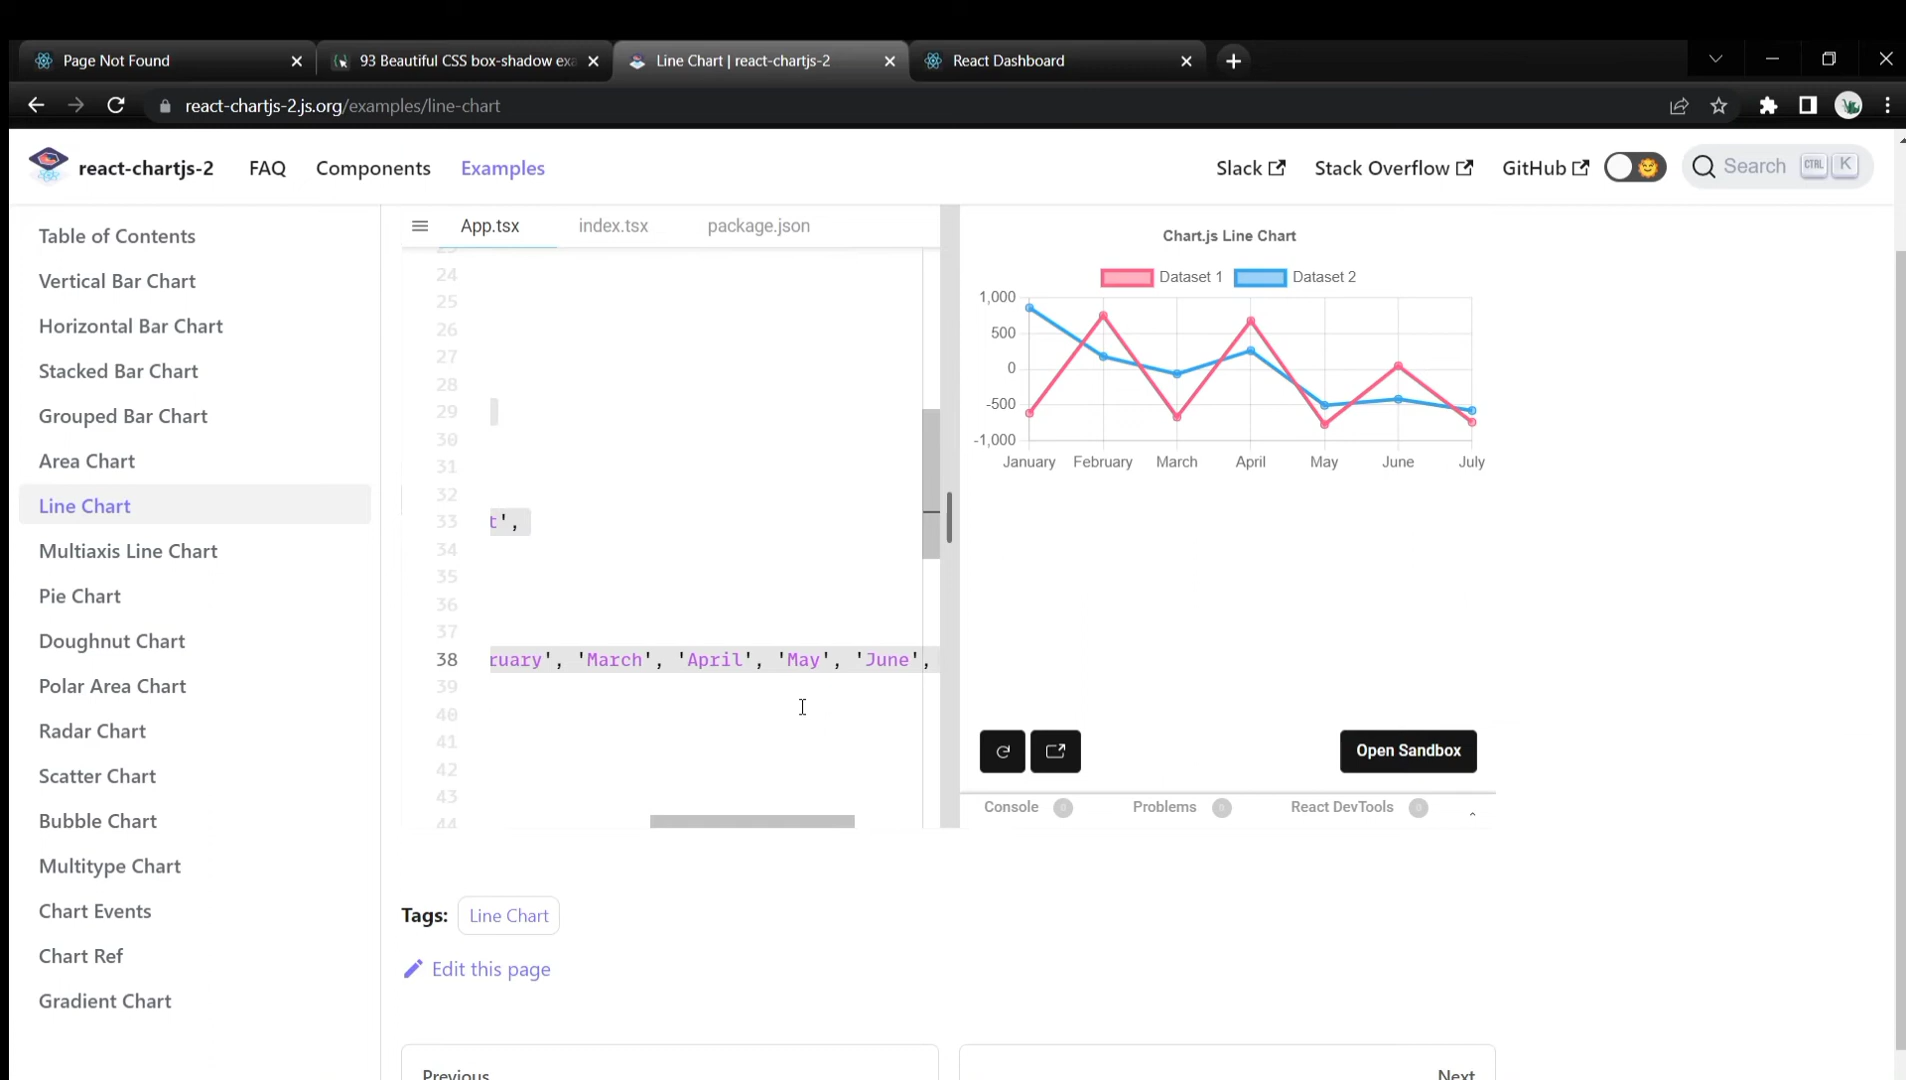 Page Not Found
93 Beautiful CSS box-shadow exa
Line Chart | react-chartjs-2
React Dashboard
react-chartjs-2.js.org/examples/line-chart
react-chartjs-2
FAQ
Components
Examples
Slack
Stack Overflow
GitHub
Search
CTRL
K
Table of Contents
Vertical Bar Chart
Horizontal Bar Chart
Stacked Bar Chart
Grouped Bar Chart
Area Chart
Line Chart
Multiaxis Line Chart
Pie Chart
Doughnut Chart
Polar Area Chart
Radar Chart
Scatter Chart
Bubble Chart
Multitype Chart
Chart Events
Chart Ref
Gradient Chart
App.tsx
index.tsx
package.json
23
24
25
26
27
28
29
30
31
32
33 t',
34
35
36
37
38 ruary', 'March', 'April', 'May', 'June',
39
40
41
42
43
44
Chart.js Line Chart
Dataset 1
Dataset 2
1,000
500
0
-500
-1,000
January February March April May June July
Open Sandbox
Console 0
Problems 0
React DevTools 0
Tags: Line Chart
Edit this page
Previous
Next